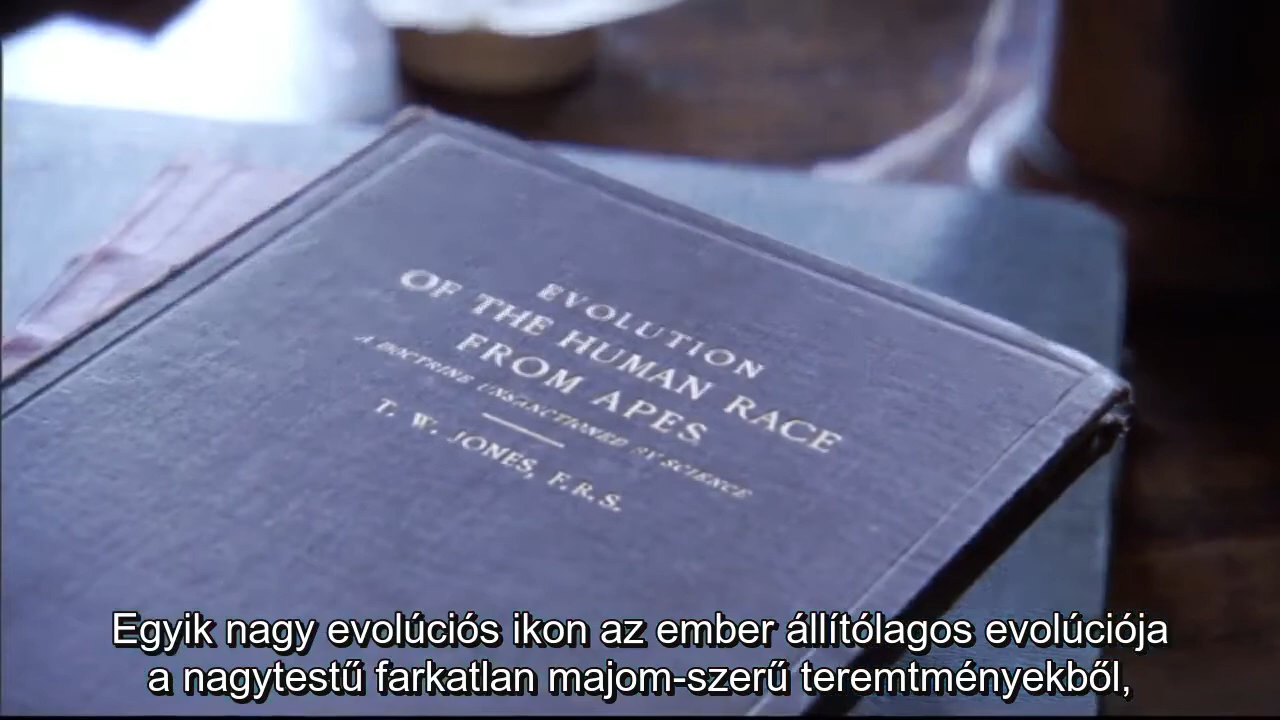 EVOLUTION
OF THE HUMAN RACE
FROM APES
A DOCTRINE UNSANCTIONED BY SCIENCE
T. W. JONES, F.R.S.
Egyik nagy evolúciós ikon az ember állítólagos evolúciója
a nagytestű farkatlan majom-szerű teremtményekből,